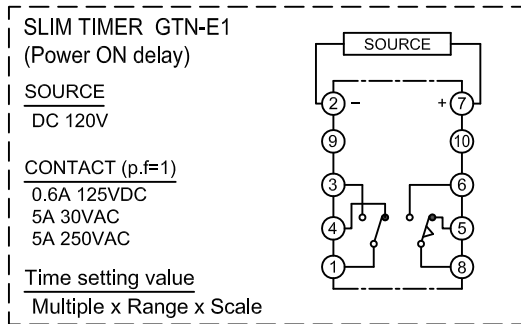 SLIM TIMER GTN-E1
(Power ON delay)
SOURCE
DC 120V
CONTACT (p.f=1)
0.6A 125VDC
5A 30VAC
5A 250VAC
Time setting value
Multiple x Range x Scale
SOURCE
2 - + 7
9 10
3 6
4 5
1 8